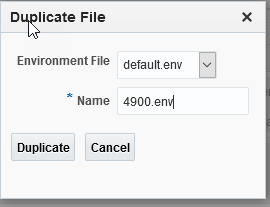 Duplicate File ×
Environment File default.env
* Name 4900.env
Duplicate Cancel